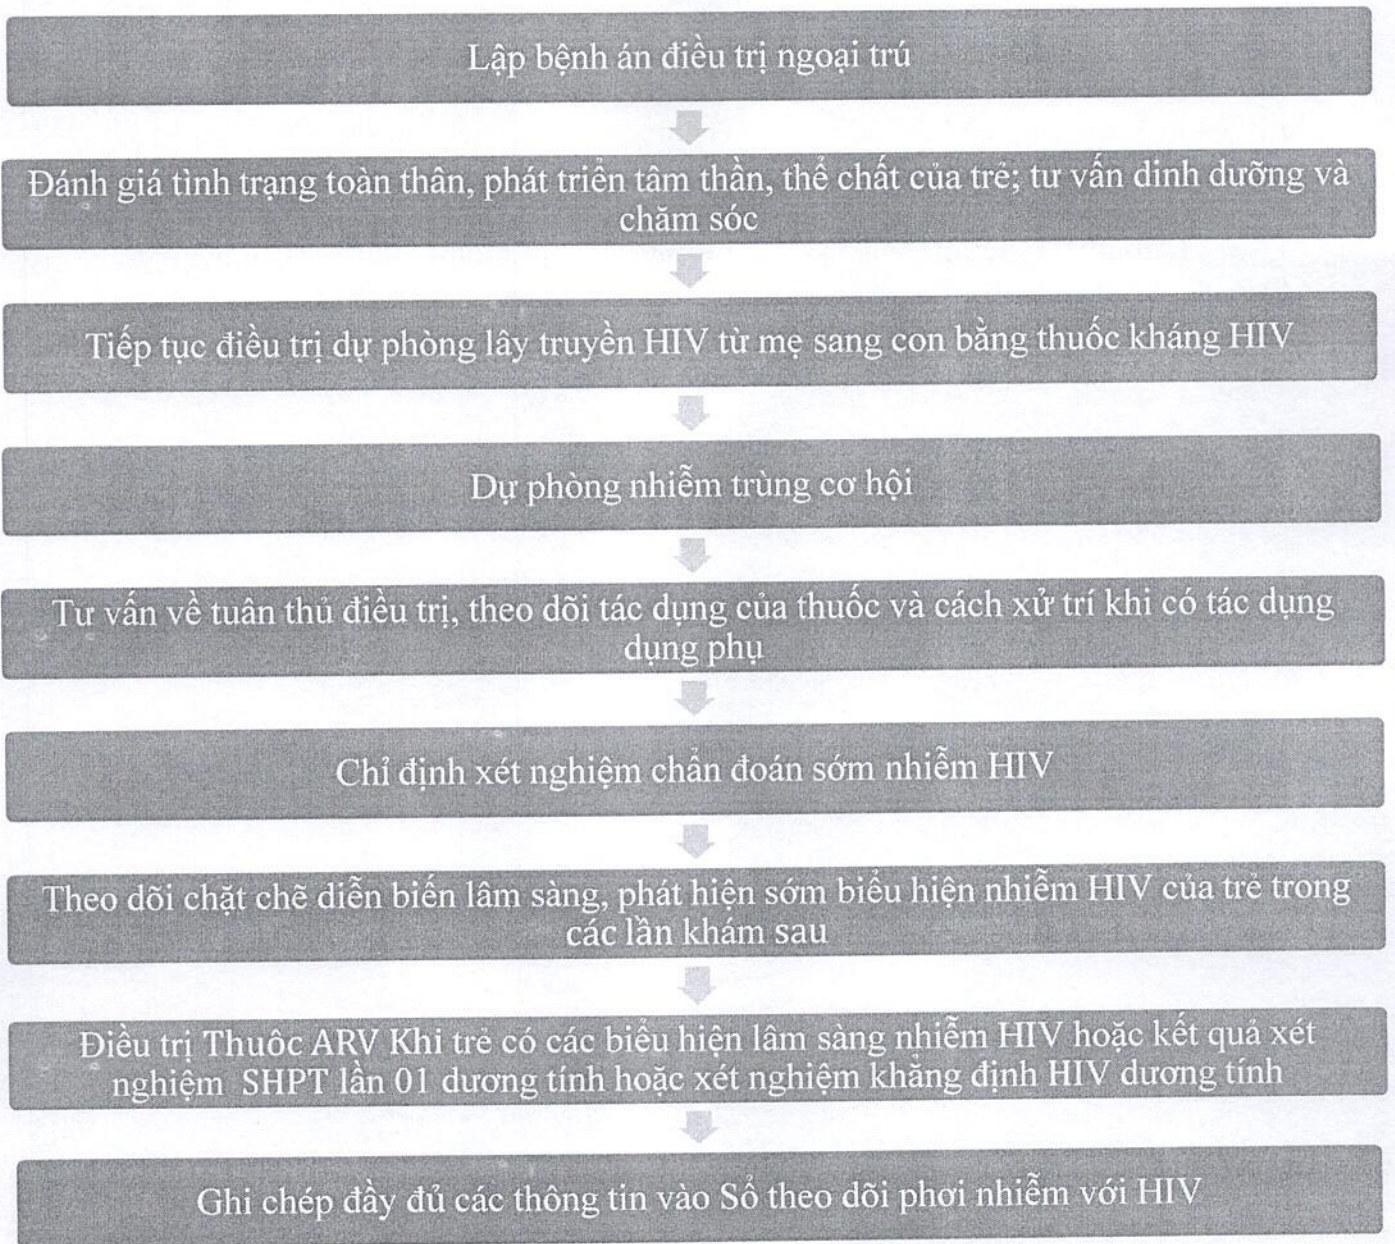 Lập bệnh án điều trị ngoại trú
Đánh giá tình trạng toàn thân, phát triển tâm thần, thể chất của trẻ; tư vấn dinh dưỡng và
chăm sóc
Tiếp tục điều trị dự phòng lây truyền HIV từ mẹ sang con bằng thuốc kháng HIV
Dự phòng nhiễm trùng cơ hội
Tư vấn về tuân thủ điều trị, theo dõi tác dụng của thuốc và cách xử trí khi có tác dụng
dụng phụ
Chỉ định xét nghiệm chẩn đoán sớm nhiễm HIV
Theo dõi chặt chẽ diễn biến lâm sàng, phát hiện sớm biểu hiện nhiễm HIV của trẻ trong
các lần khám sau
Điều trị Thuôc ARV Khi trẻ có các biểu hiện lâm sàng nhiễm HIV hoặc kết quả xét
nghiệm SHPT lần 01 dương tính hoặc xét nghiệm khẳng định HIV dương tính
Ghi chép đầy đủ các thông tin vào Sổ theo dõi phơi nhiễm với HIV